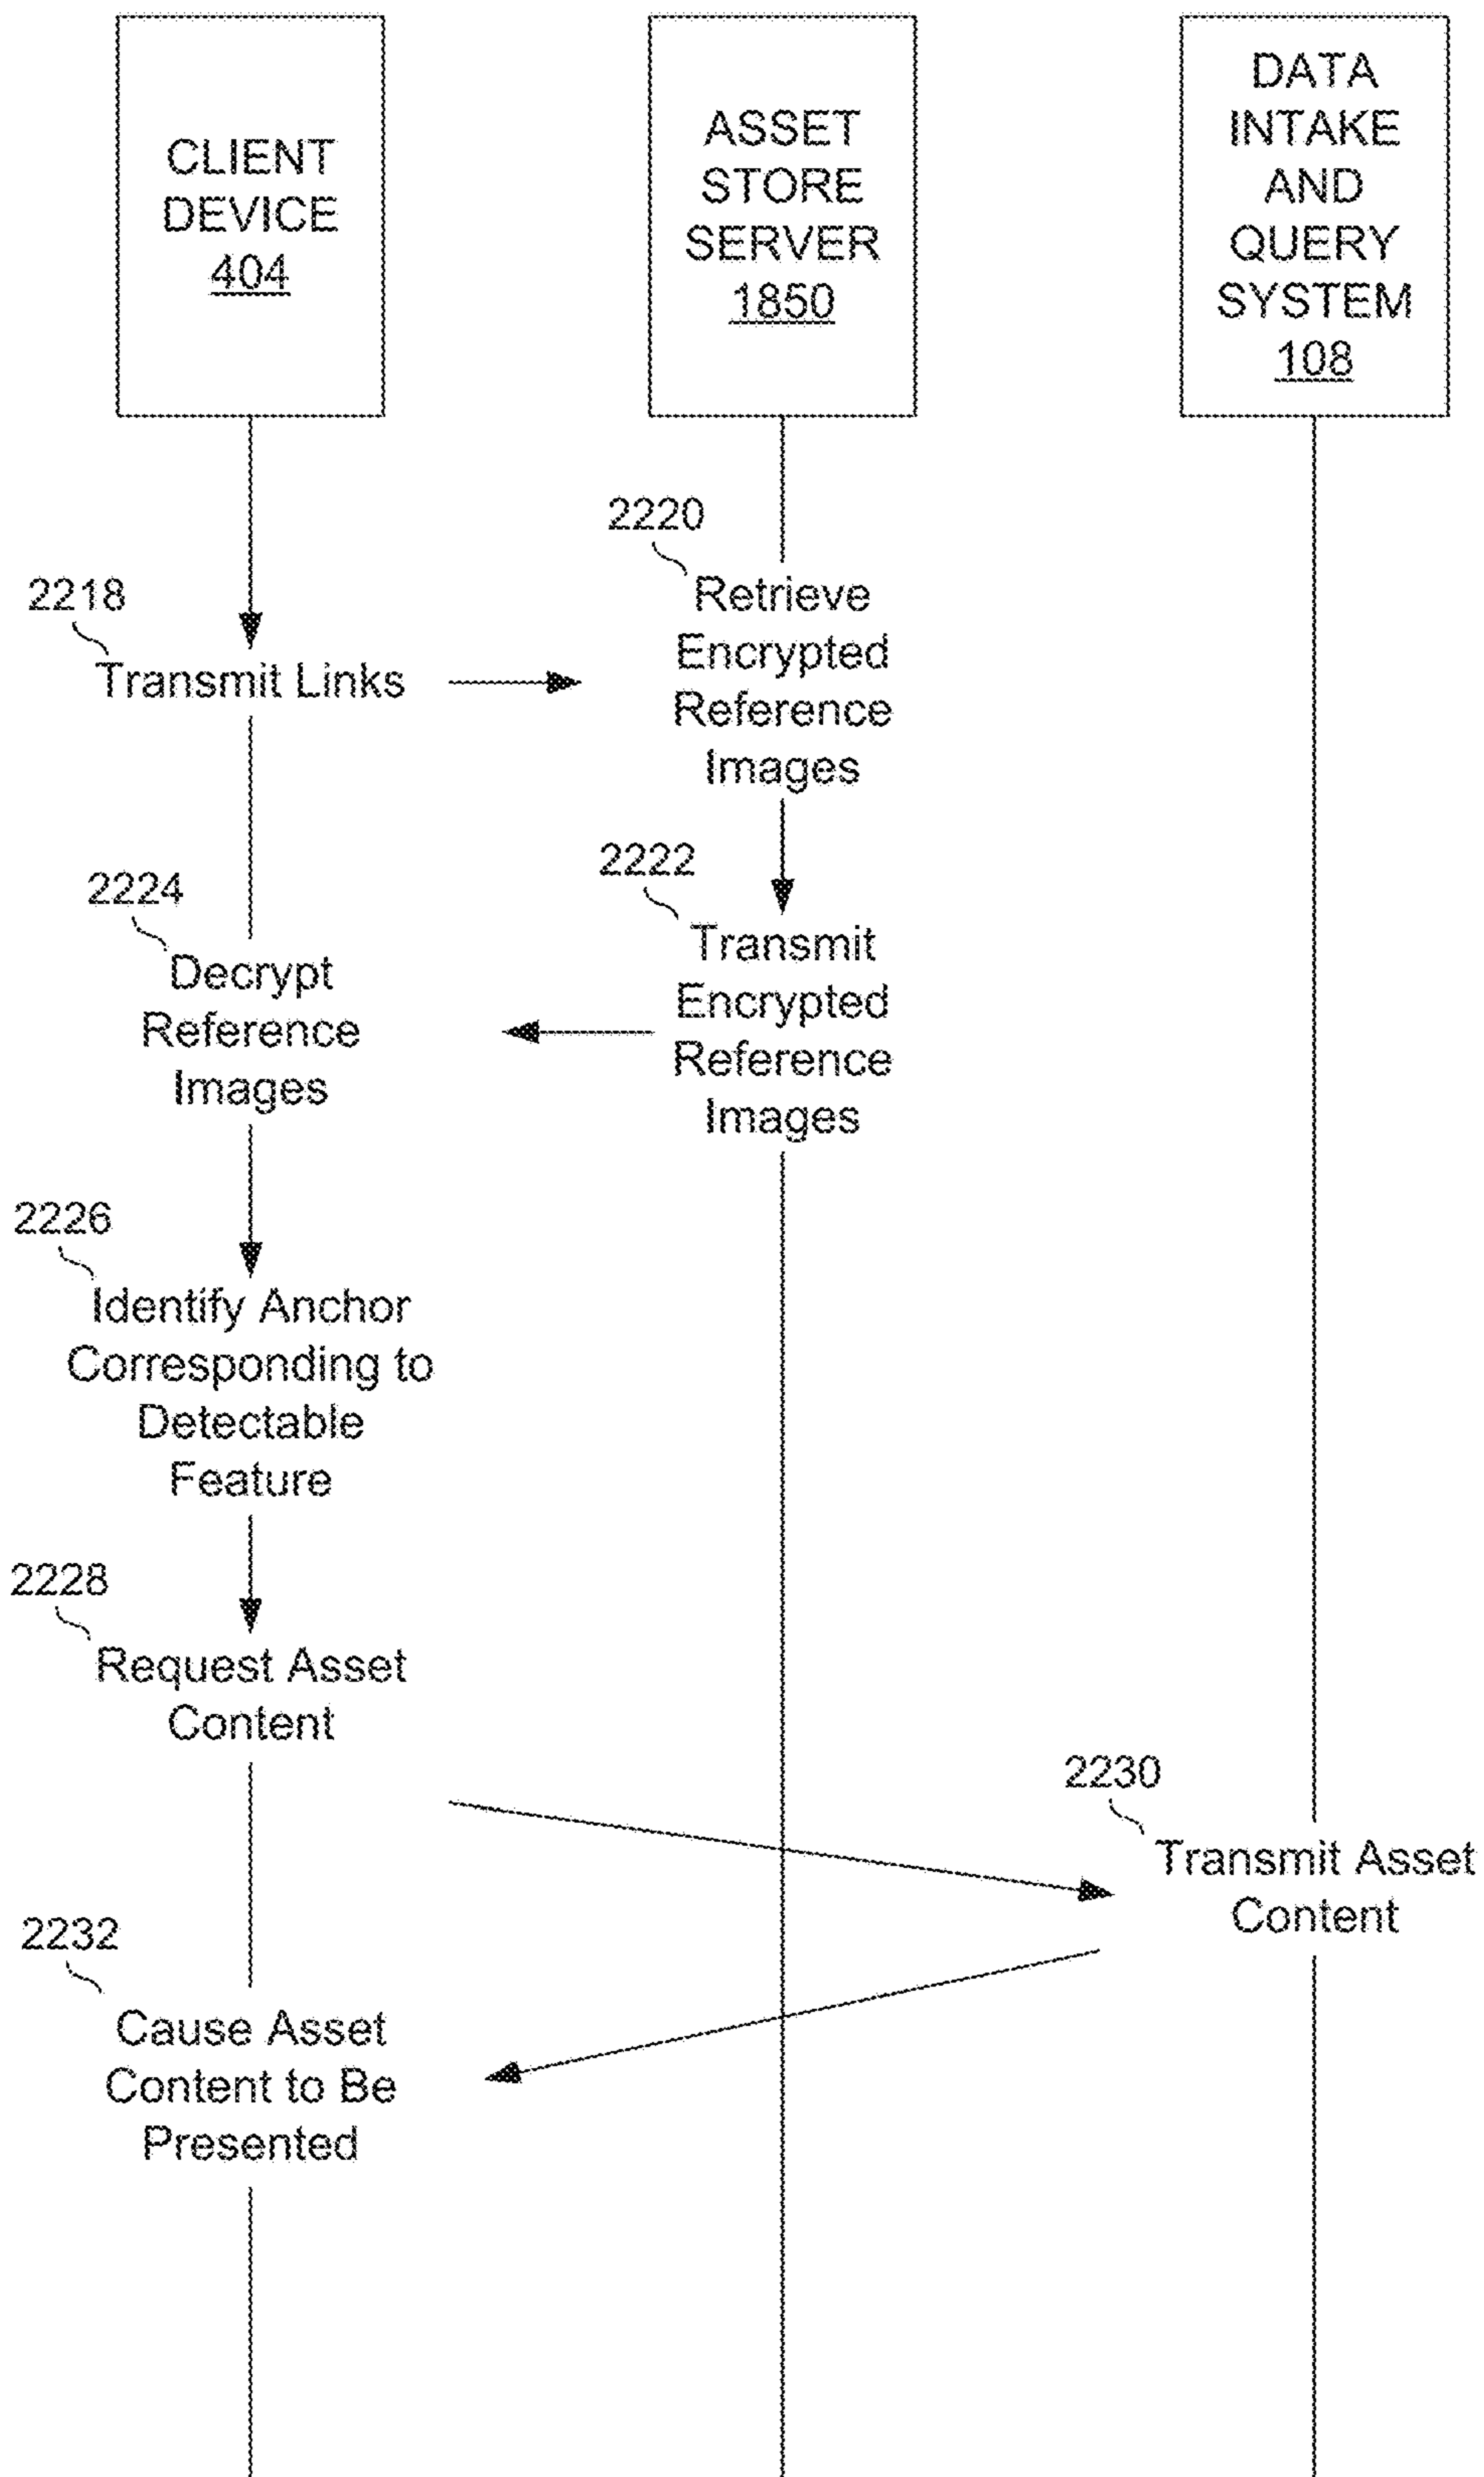 CLIENT
DEVICE
404
ASSET
STORE
SERVER
1850
DATA
INTAKE
AND
QUERY
SYSTEM
108
2218
Transmit Links
2220
Retrieve
Encrypted
Reference
Images
2222
Transmit
Encrypted
Reference
Images
2224
Decrypt
Reference
Images
2226
Identify Anchor
Corresponding to
Detectable
Feature
2228
Request Asset
Content
2230
Transmit Asset
Content
2232
Cause Asset
Content to Be
Presented